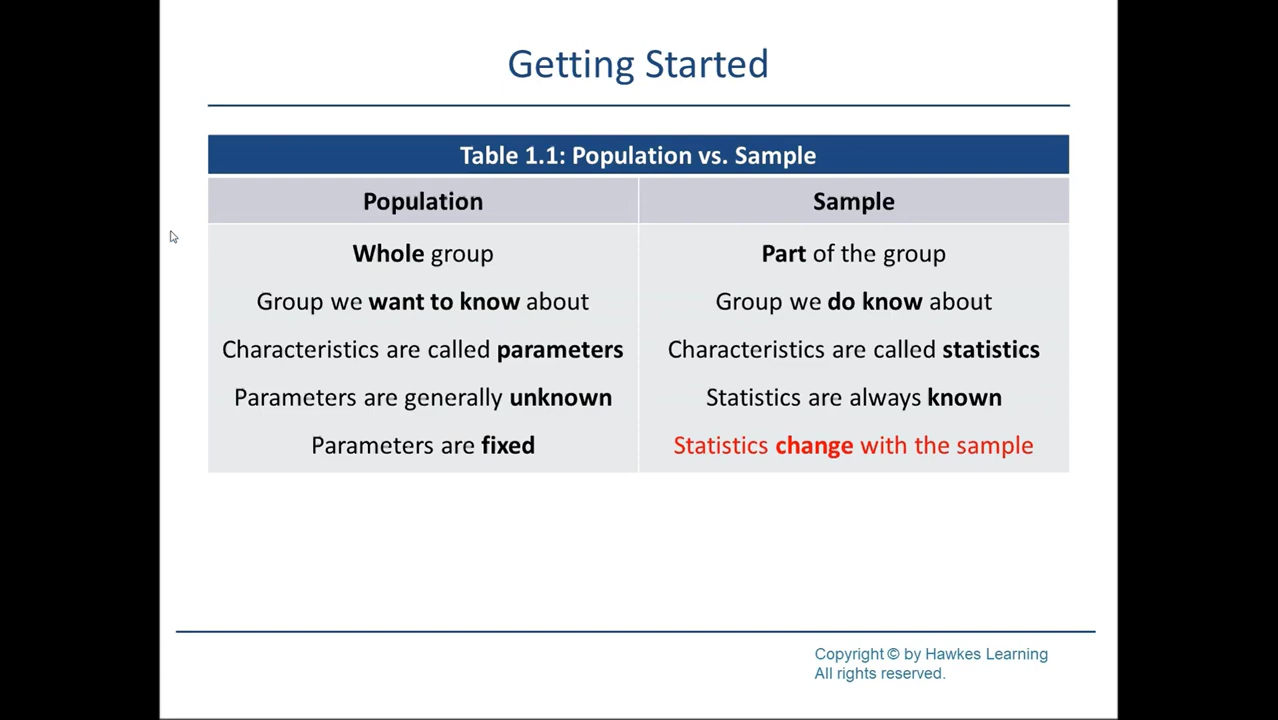 Getting Started
Table 1.1: Population vs. Sample
Population Sample
Whole group Part of the group
Group we want to know about Group we do know about
Characteristics are called parameters Characteristics are called statistics
Parameters are generally unknown Statistics are always known
Parameters are fixed Statistics change with the sample
Copyright © by Hawkes Learning
All rights reserved.